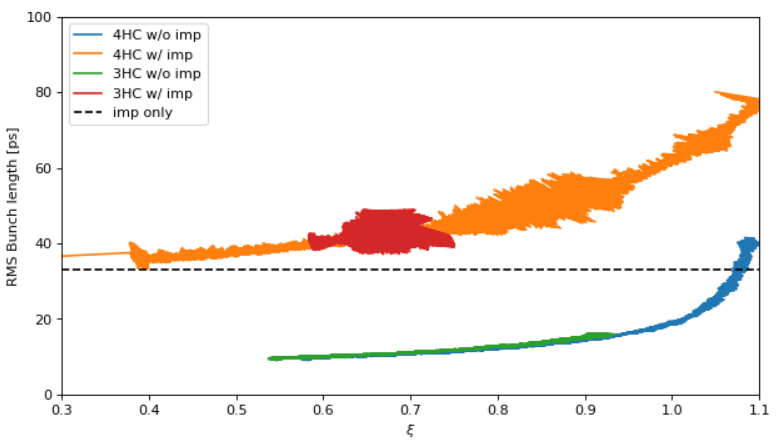 100
80
60
40
20
0
RMS Bunch length [ps]
4HC w/o imp
4HC w/ imp
3HC w/o imp
3HC w/ imp
imp only
0.3 0.4 0.5 0.6 0.7 0.8 0.9 1.0 1.1
ξ